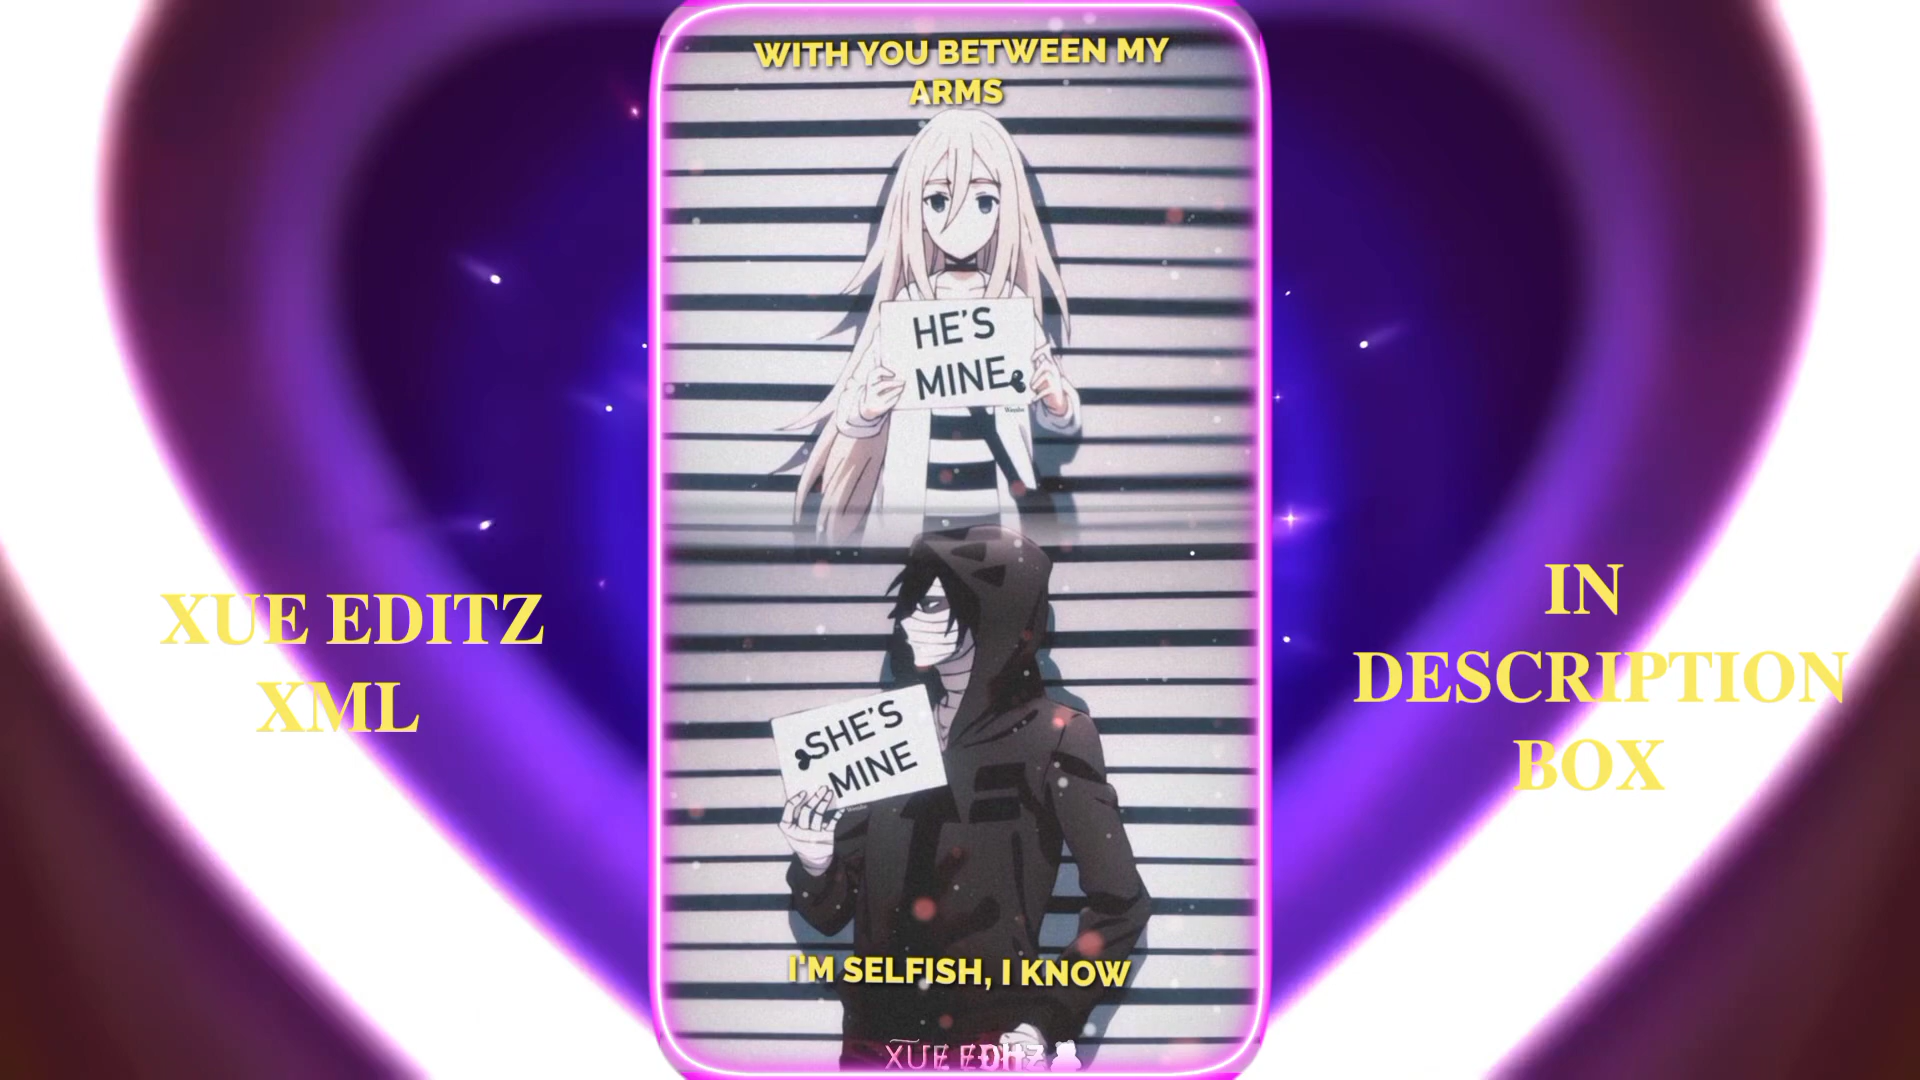 WITH YOU BETWEEN MY
ARMS
HE'S
MINE
XUE EDITZ
XML
IN
DESCRIPTION
BOX
SHE'S
MINE
I'M SELFISH, I KNOW
XUE EDITZ